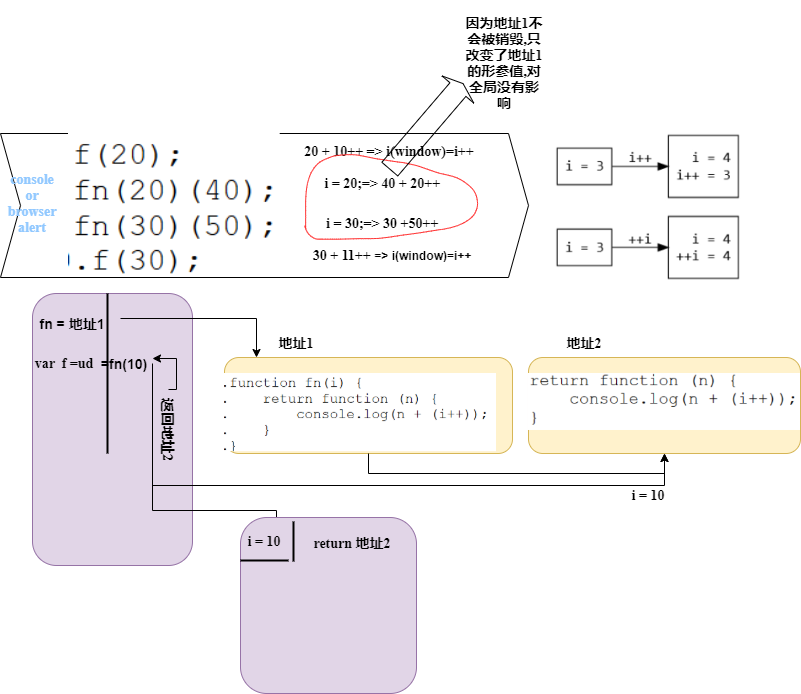 因为地址1不
会被销毁,只
改变了地址1
的形参值,对
全局没有影
响
console
or
browser
alert
f(20);
fn(20)(40);
fn(30)(50);
).f(30);
20 + 10++ => i(window)=i++
i = 20;=> 40 + 20++
i = 30;=> 30 +50++
30 + 11++ => i(window)=i++
i = 3
i++
i = 4
i++ = 3
i = 3
++i
i = 4
++i = 4
fn = 地址1
var f =ud =fn(10)
返回地址2
地址1
.function fn(i) {
. return function (n) {
. console.log(n + (i++));
. }
.}
地址2
return function (n) {
console.log(n + (i++));
}
i = 10
i = 10
return 地址2